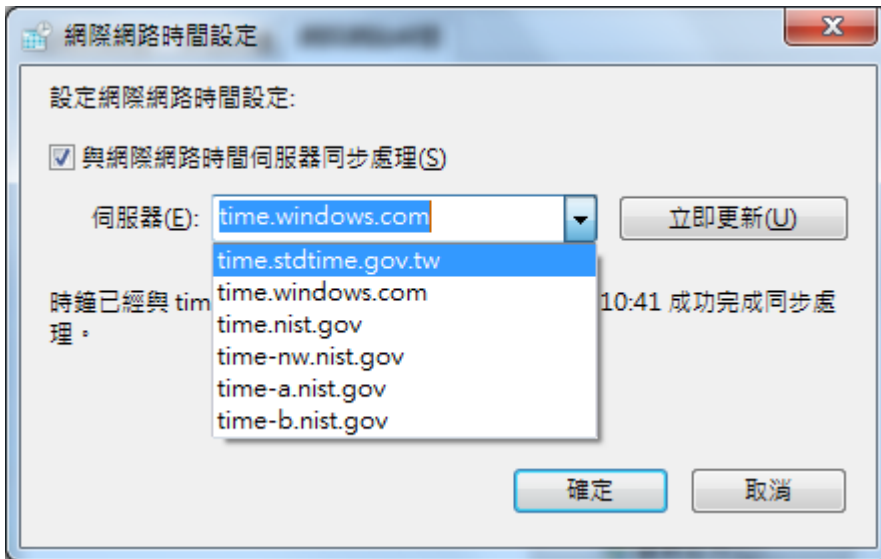 網際網路時間設定
設定網際網路時間設定:
與網際網路時間伺服器同步處理(S)
伺服器(E): time.windows.com 立即更新(U)
time.stdtime.gov.tw
time.windows.com
time.nist.gov
time-nw.nist.gov
time-a.nist.gov
time-b.nist.gov
時鐘已經與 tim 10:41 成功完成同步處
理。
確定 取消